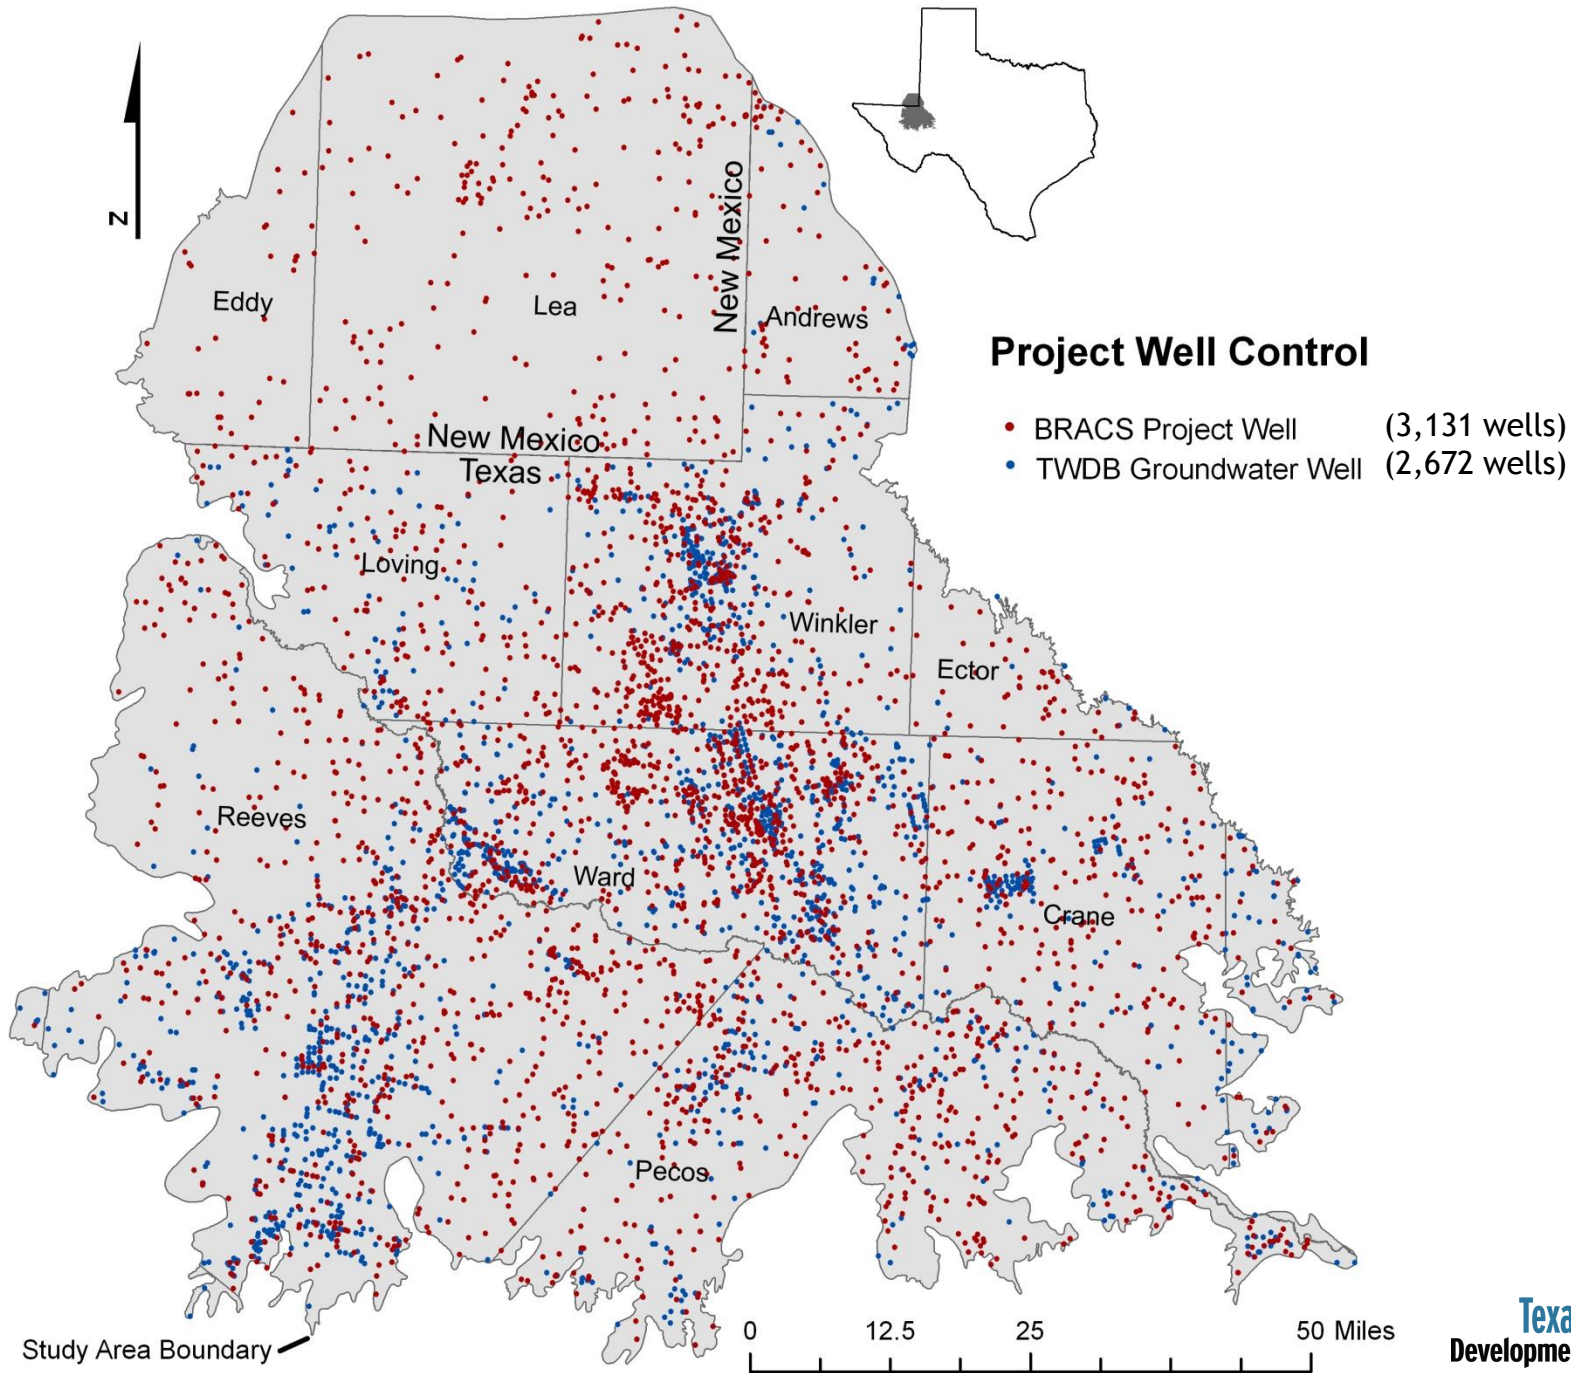 N
New Mexico
Eddy
Lea
Andrews
Project Well Control
BRACS Project Well (3,131 wells)
TWDB Groundwater Well (2,672 wells)
New Mexico
Texas
Loving
Winkler
Ector
Reeves
Ward
Crane
Pecos
Study Area Boundary
0 12.5 25 50 Miles
Texa
Developme